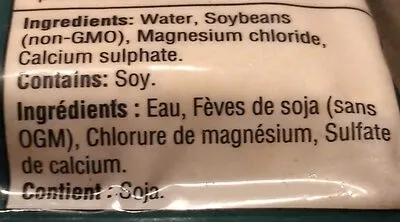 Ingredients: Water, Soybeans
(non-GMO), Magnesium chloride,
Calcium sulphate.
Contains: Soy.
Ingrédients : Eau, Fèves de soja (sans
OGM), Chlorure de magnésium, Sulfate
de calcium.
Contient : Soja.